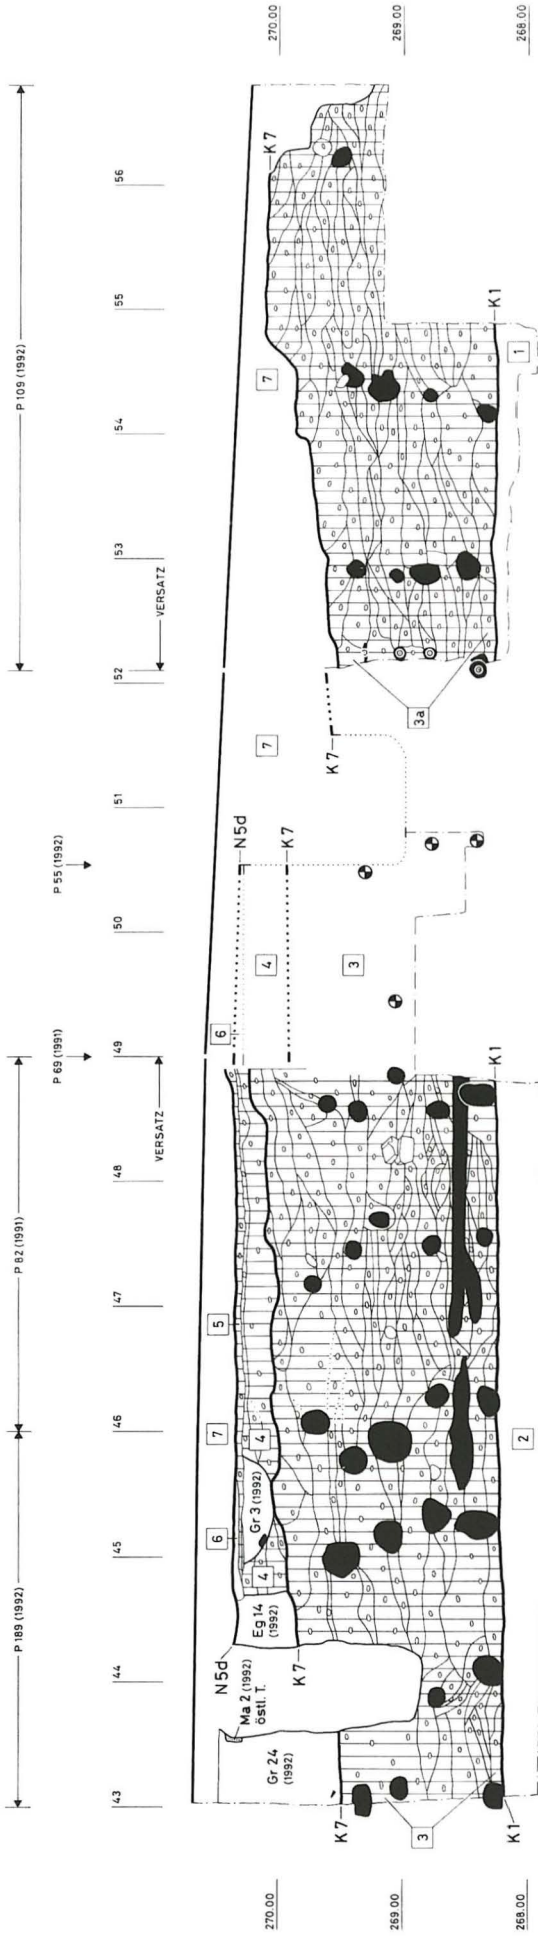 P 189 (1992)
P 82 (1991)
P 69 (1991)
P 55 (1992)
P 109 (1992)
VERSATZ
VERSATZ
43
44
45
46
47
48
49
50
51
52
53
54
55
56
270.00
269.00
268.00
270.00
269.00
268.00
Gr 24
(1992)
Ma 2 (1992)
östl. T.
N5d
K7
Eg 14
(1992)
Gr 3 (1992)
4
4
6
7
5
K7
3
K1
2
K1
6
4
3
N5d
K7
7
K7
3a
7
K7
K1
1